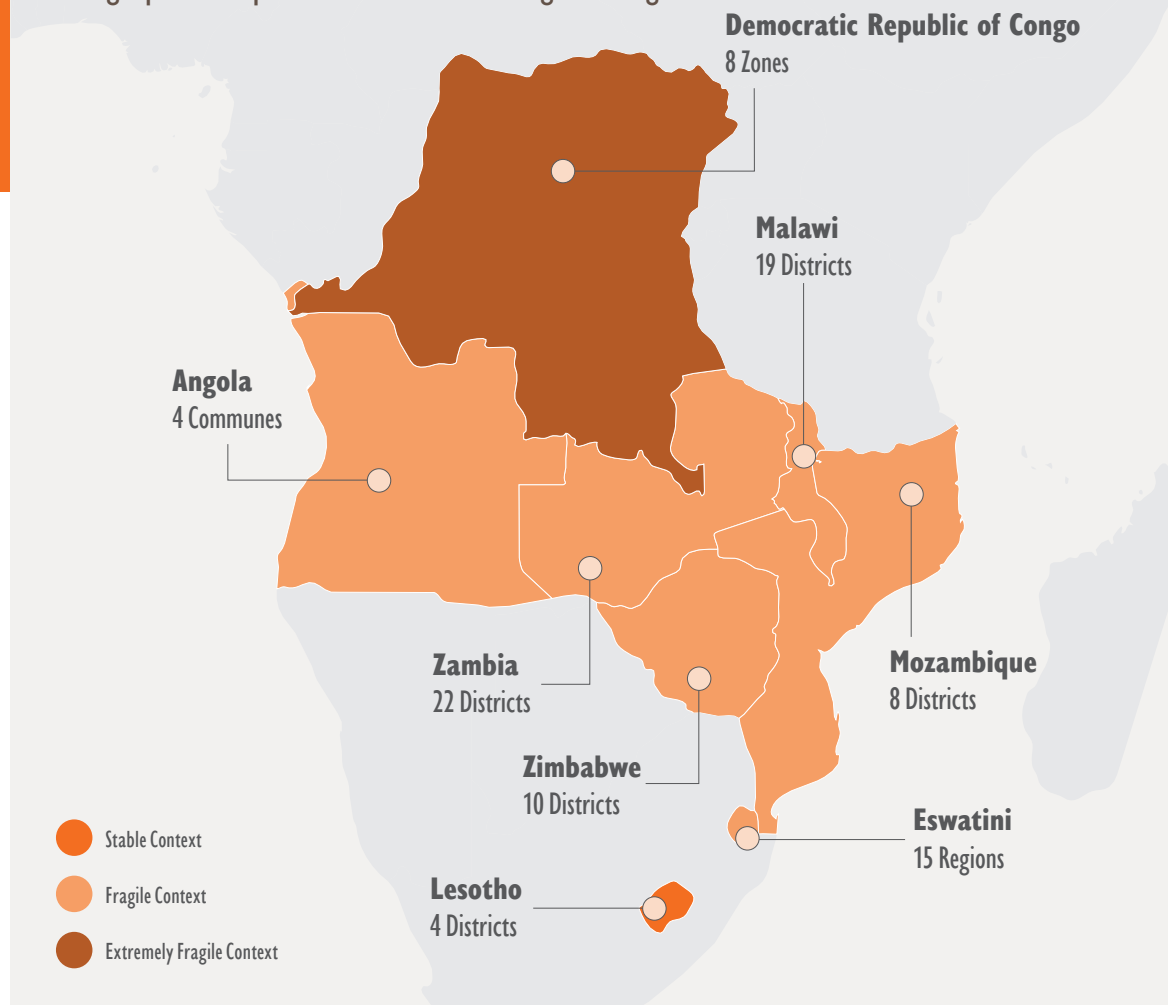 Democratic Republic of Congo
8 Zones
Malawi
19 Districts
Angola
4 Communes
Zambia
22 Districts
Mozambique
8 Districts
Zimbabwe
10 Districts
Eswatini
15 Regions
Lesotho
4 Districts
Stable Context
Fragile Context
Extremely Fragile Context